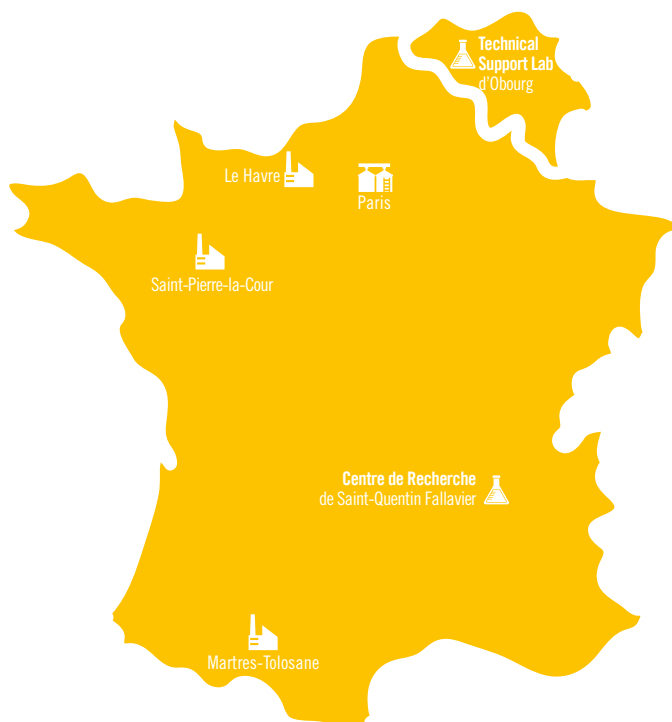 Technical
Support Lab
d'Obourg
Le Havre
Paris
Saint-Pierre-la-Cour
Centre de Recherche
de Saint-Quentin Fallavier
Martres-Tolosane